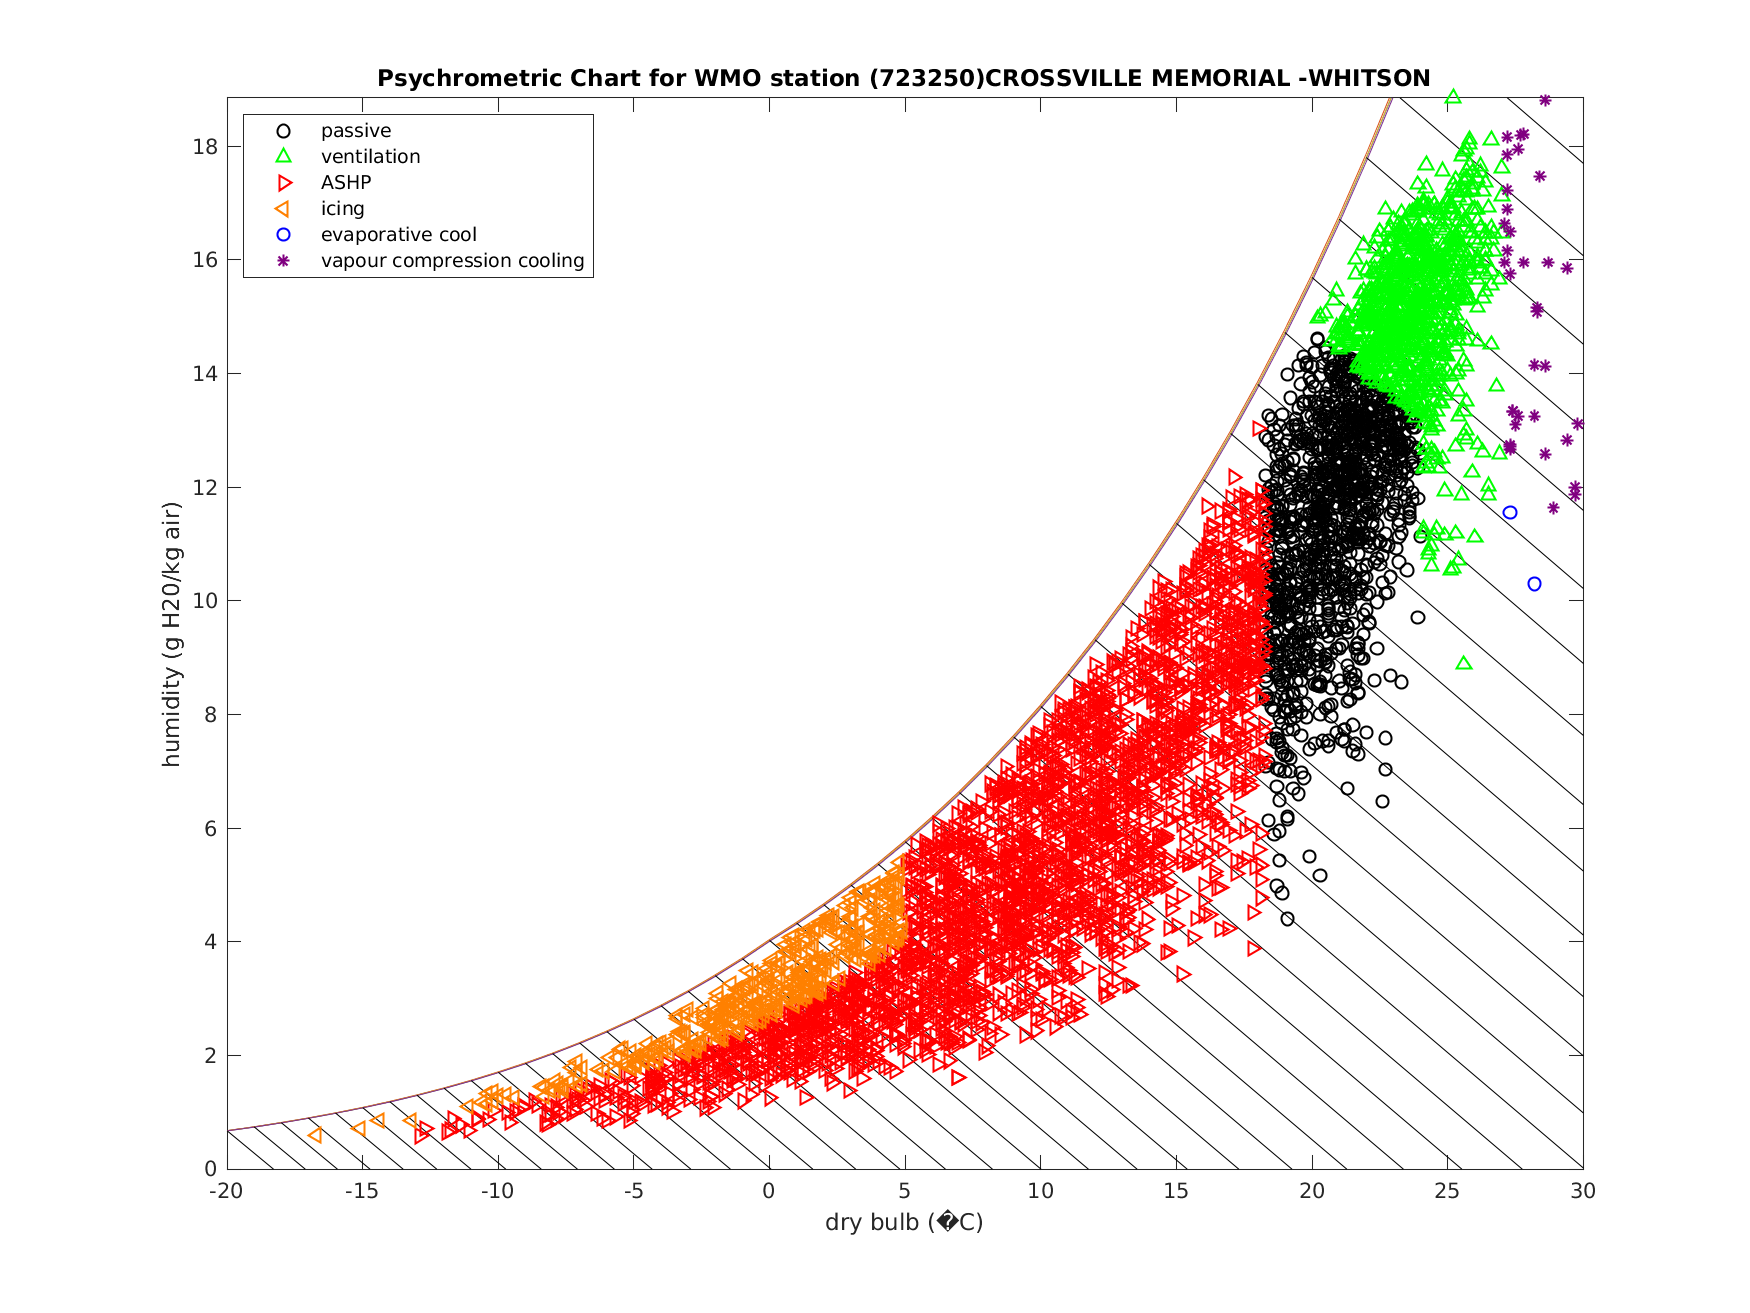 Psychrometric Chart for WMO station (723250)CROSSVILLE MEMORIAL -WHITSON
passive
ventilation
ASHP
icing
evaporative cool
vapour compression cooling
humidity (g H20/kg air)
18
16
14
12
10
8
6
4
2
0
-20 -15 -10 -5 0 5 10 15 20 25 30
dry bulb (�C)